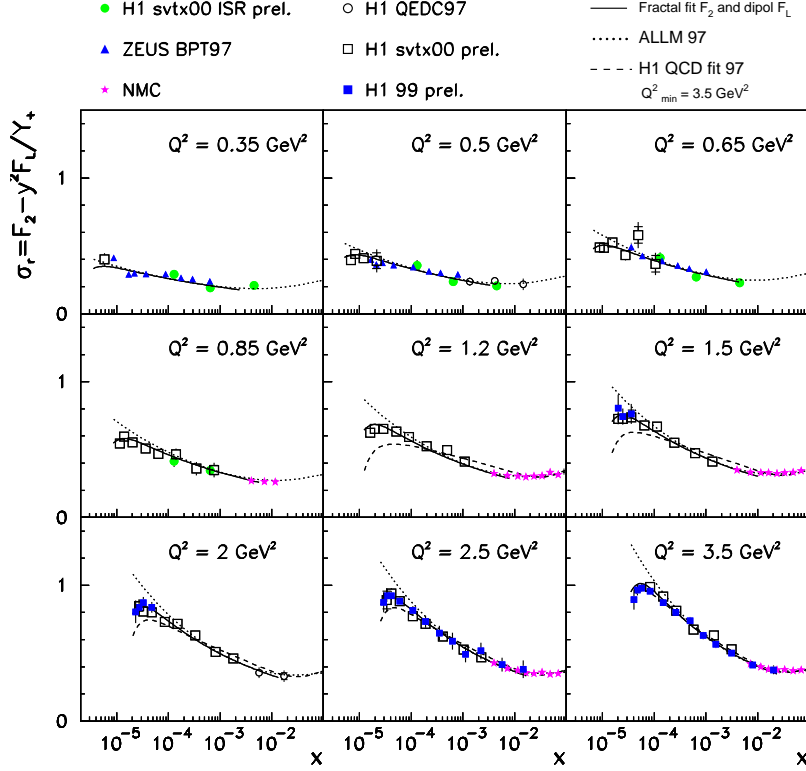 H1 svtx00 ISR prel.
H1 QEDC97
Fractal fit F₂ and dipol F_L
ZEUS BPT97
H1 svtx00 prel.
ALLM 97
NMC
H1 99 prel.
H1 QCD fit 97
Q²min = 3.5 GeV²
σr=F₂–y²F_L/Y₊
Q² = 0.35 GeV²
Q² = 0.5 GeV²
Q² = 0.65 GeV²
1
0
Q² = 0.85 GeV²
Q² = 1.2 GeV²
Q² = 1.5 GeV²
1
0
Q² = 2 GeV²
Q² = 2.5 GeV²
Q² = 3.5 GeV²
1
0
10⁻⁵ 10⁻⁴ 10⁻³ 10⁻² 10⁻⁵ 10⁻⁴ 10⁻³ 10⁻² 10⁻⁵ 10⁻⁴ 10⁻³ 10⁻²
x x x